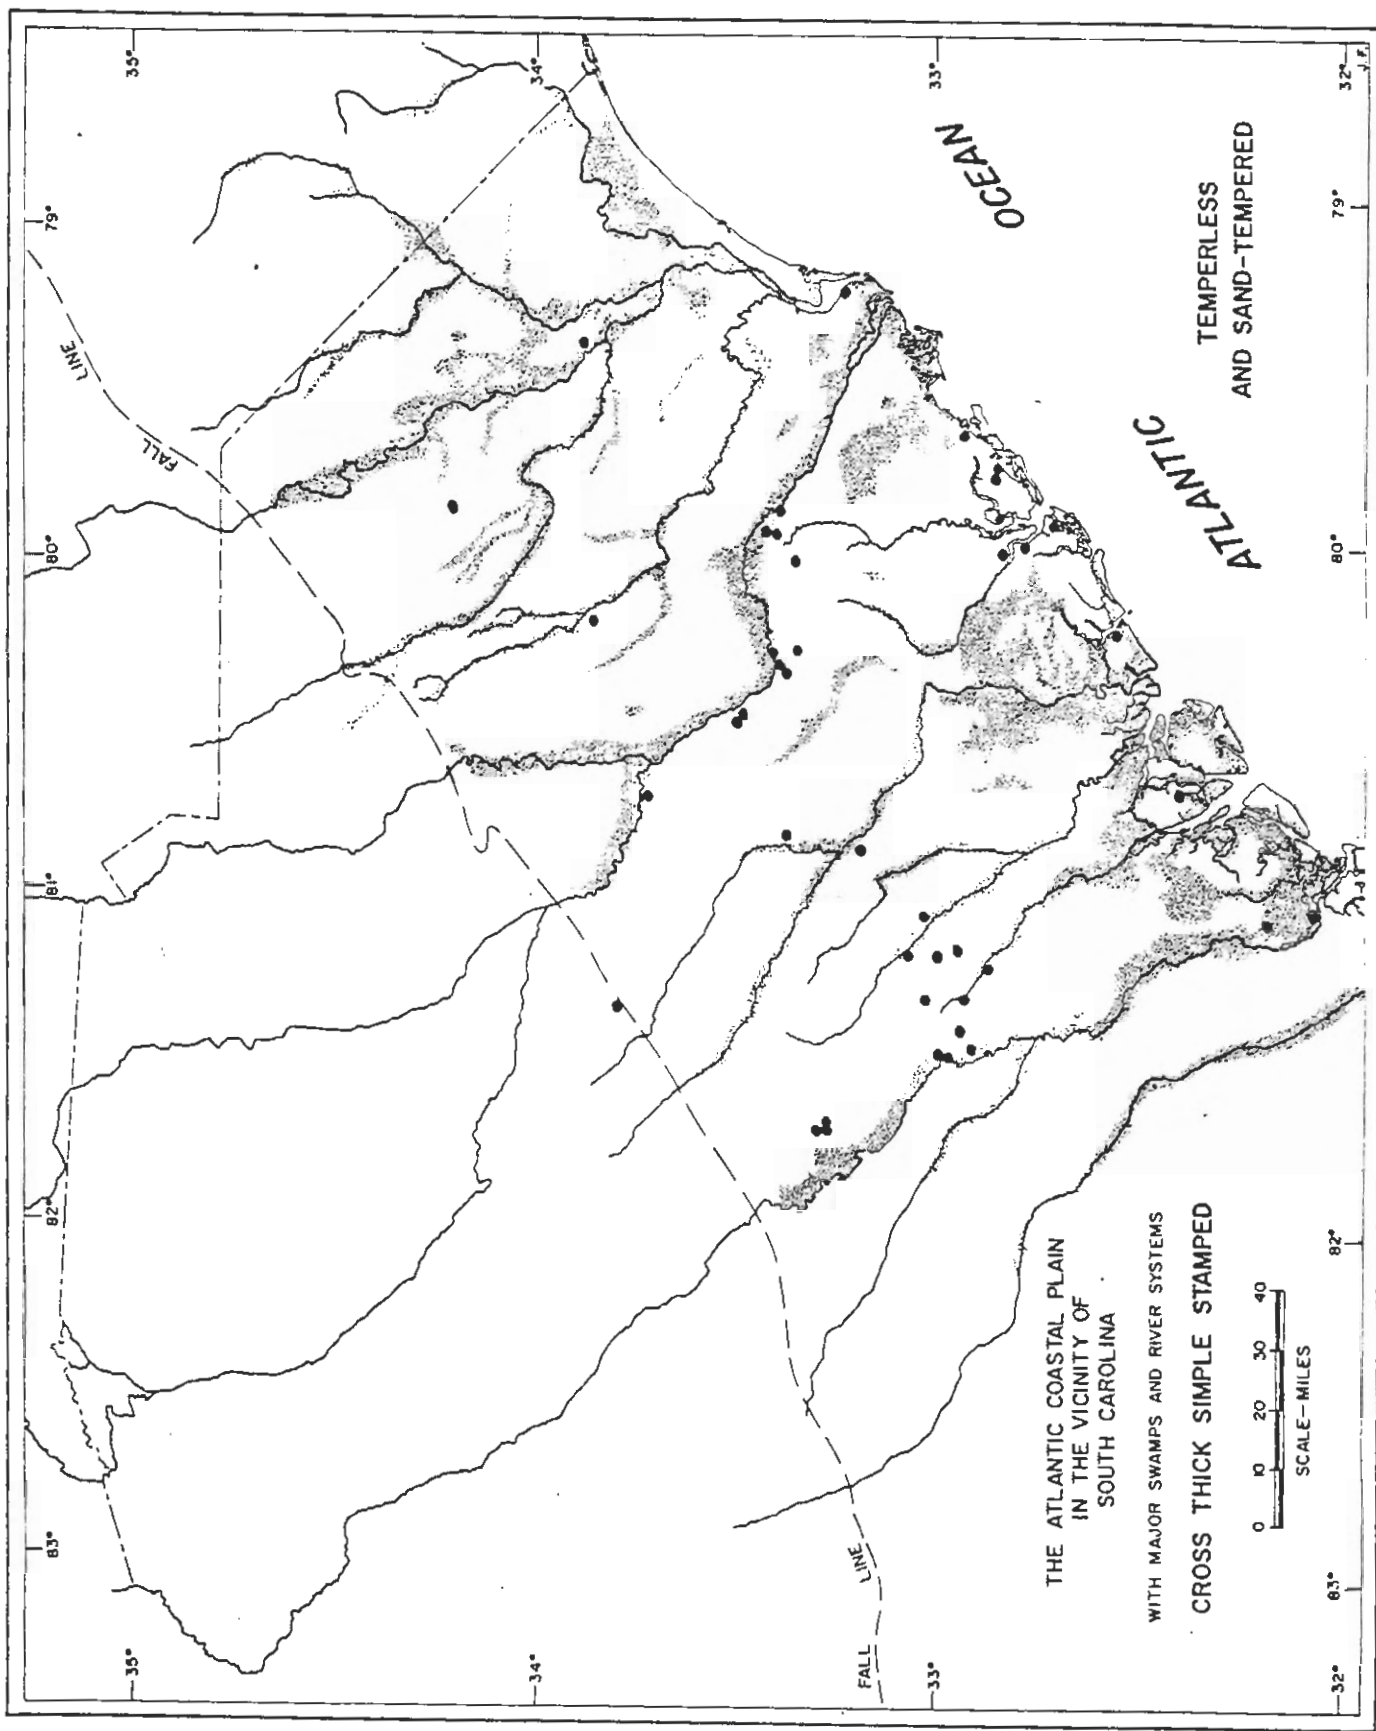 THE ATLANTIC COASTAL PLAIN
IN THE VICINITY OF
SOUTH CAROLINA
WITH MAJOR SWAMPS AND RIVER SYSTEMS
CROSS THICK SIMPLE STAMPED
0 10 20 30 40
SCALE—MILES
TEMPERLESS
AND SAND-TEMPERED
ATLANTIC
OCEAN
FALL
LINE
FALL
LINE
83°
82°
81°
80°
79°
35°
34°
33°
32°
35°
34°
33°
32°
83°
82°
80°
79°
J.F.